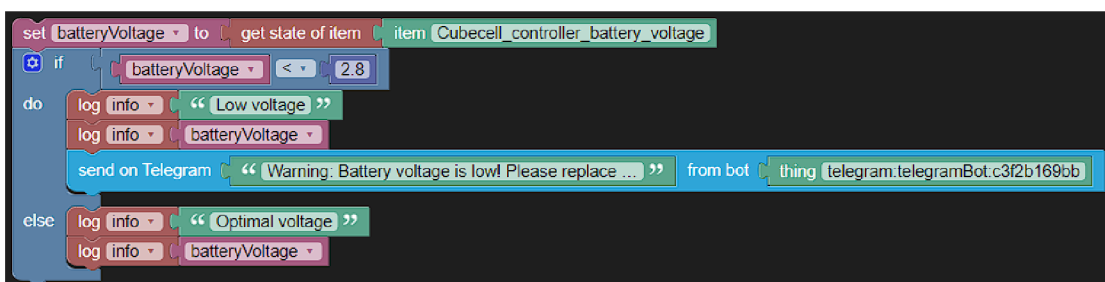 set batteryVoltage to get state of item item Cubecell_controller_battery_voltage
if batteryVoltage < 2.8
do log info “ Low voltage ”
log info batteryVoltage
send on Telegram “ Warning: Battery voltage is low! Please replace ... ” from bot thing telegram:telegramBot:c3f2b169bb
else log info “ Optimal voltage ”
log info batteryVoltage